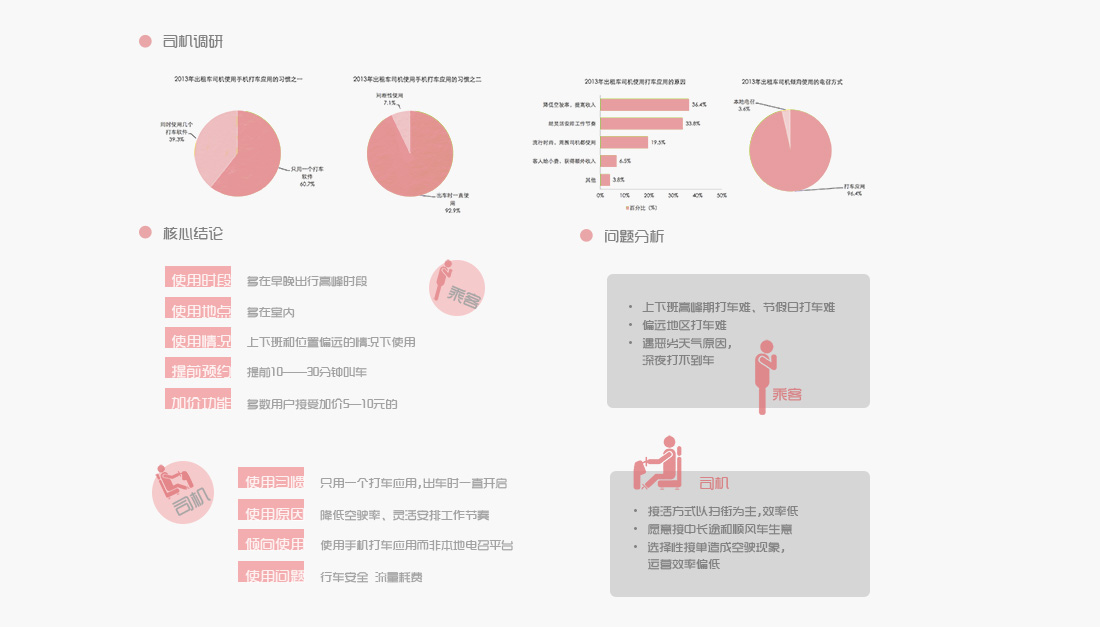 司机调研
2013年出租车司机使用手机打车应用的习惯之一
同时使用几个
打车软件
39.3%
只用一个打车
软件
60.7%
2013年出租车司机使用手机打车应用的习惯之二
间断性使用
7.1%
出车时一直使
用
92.9%
2013年出租车司机使用打车应用的原因
降低空驶率、提高收入
36.4%
able灵活安排工作节奏
33.8%
流行时尚，周围司机都使用
19.5%
客人给小费，获得额外收入
6.5%
其他
3.8%
0% 10% 20% 30% 40% 50%
百分比（%）
2013年出租车司机倾向使用的电召方式
本地电召
3.6%
打车应用
96.4%
核心结论
使用时段 多在早晚出行高峰时段
使用地点 多在室内
使用情况 上下班和位置偏远的情况下使用
提前预约 提前10——30分钟叫车
加价功能 多数用户接受加价5—10元的
乘客
问题分析
• 上下班高峰期打车难、节假日打车难
• 偏远地区打车难
• 遇恶劣天气原因,
深夜打不到车
乘客
司机
使用习惯 只用一个打车应用,出车时一直开启
使用原因 降低空驶率、灵活安排工作节奏
倾向使用 使用手机打车应用而非本地电召平台
使用问题 行车安全 流量耗费
司机
• 接活方式以扫街为主,效率低
• 愿意接中长途和顺风车生意
• 选择性接单造成空驶现象,
运营效率偏低